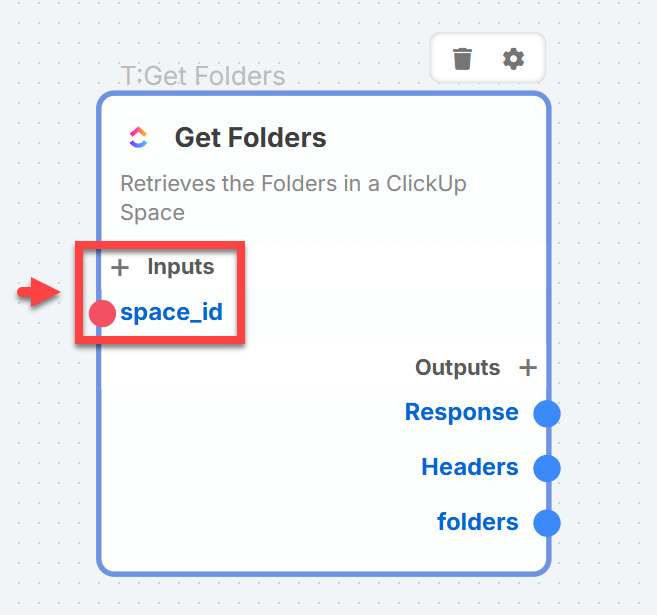 T:Get Folders
Get Folders
Retrieves the Folders in a ClickUp
Space
+ Inputs
space_id
Outputs +
Response
Headers
folders